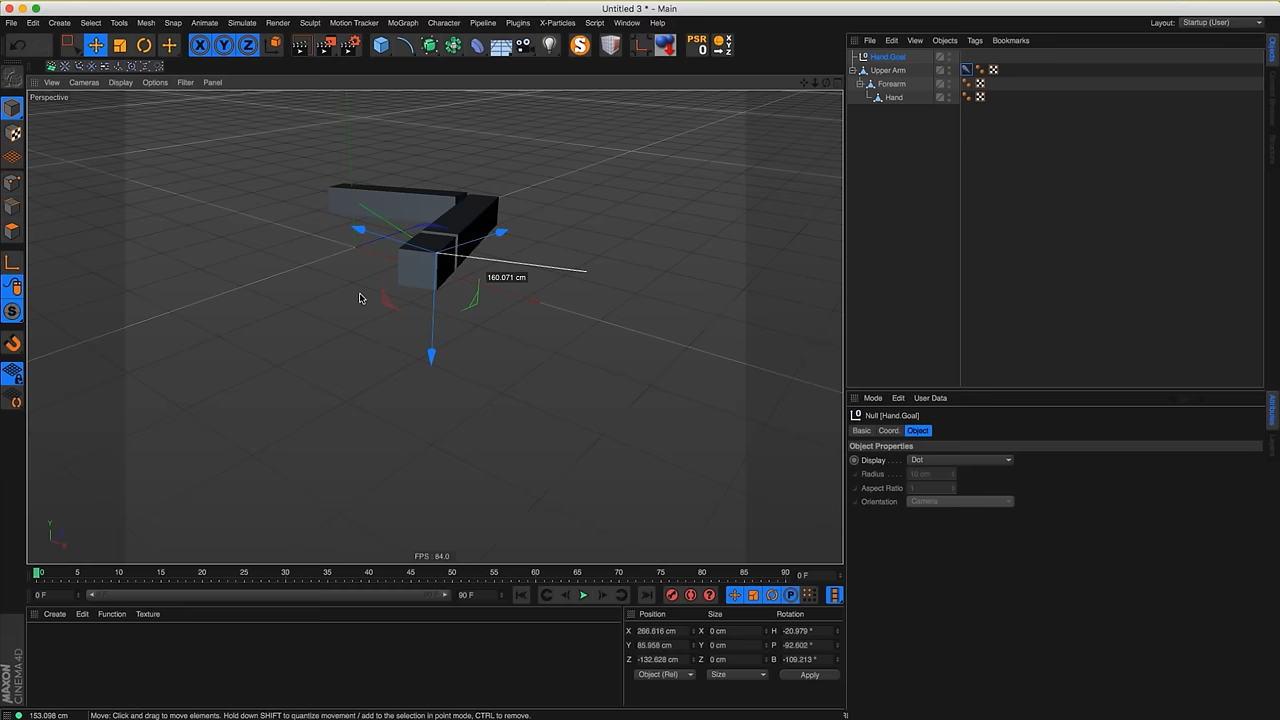 Untitled 3 * - Main
File Edit Create Select Tools Mesh Snap Animate Simulate Render Sculpt Motion Tracker MoGraph Character Pipeline Plugins X-Particles Script Window Help
Layout: Startup (User)
X Y Z S PSR 0
File Edit View Objects Tags Bookmarks
View Cameras Display Options Filter Panel
Perspective
Hand.Goal
Upper Arm
Forearm
Hand
160.071 cm
Y
X
FPS : 84.0
Mode Edit User Data
Null [Hand.Goal]
Basic Coord. Object
Object Properties
Display . . . . Dot
Radius . . . . 10 cm
Aspect Ratio 1
Orientation Camera
Objects
Attributes
Layers
0 5 10 15 20 25 30 35 40 45 50 55 60 65 70 75 80 85 90 0 F
0 F 90 F
Create Edit Function Texture
Position Size Rotation
X 266.616 cm X 0 cm H -20.979 °
Y 85.958 cm Y 0 cm P -92.602 °
Z -132.628 cm Z 0 cm B -109.213 °
Object (Rel) Size Apply
MAXON
CINEMA 4D
153.098 cm Move: Click and drag to move elements. Hold down SHIFT to quantize movement / add to the selection in point mode, CTRL to remove.